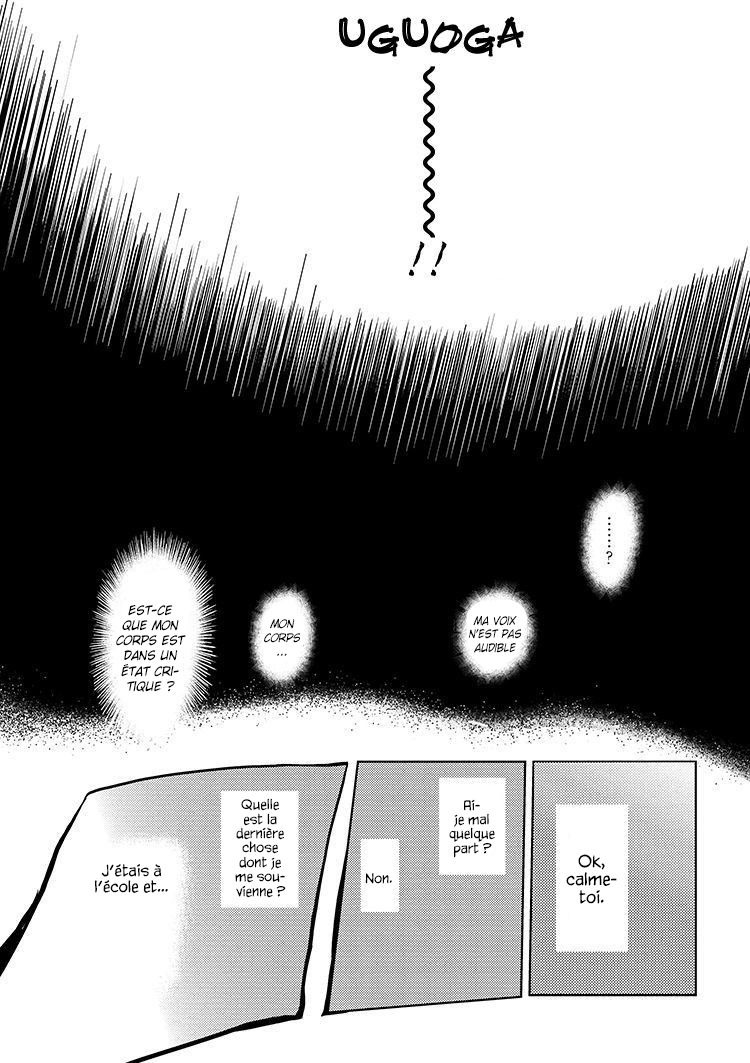 UGUOGA
!!
......?
MA VOIX
N'EST PAS
AUDIBLE
MON
CORPS
...
EST-CE
QUE MON
CORPS EST
DANS UN
ÉTAT CRI-
TIQUE ?
Ok,
calme-
toi.
Ai-
je mal
quelque
part ?
Non.
Quelle
est la
dernière
chose
dont je
me sou-
vienne ?
J'étais à
l'école et...